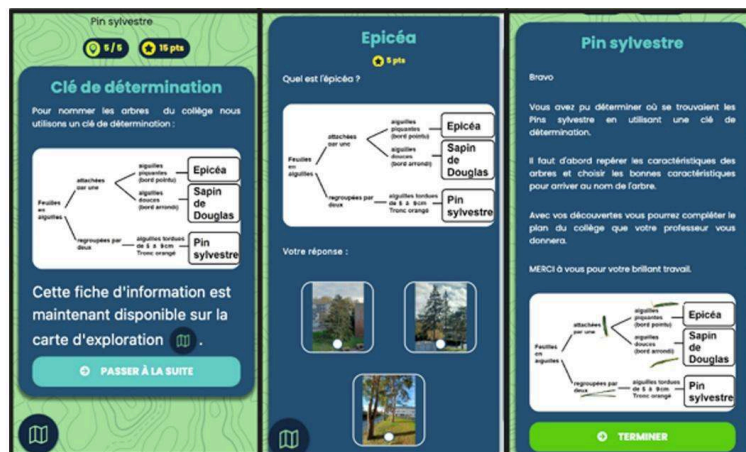 Pin sylvestre
5 / 5
15 pts
Clé de détermination
Pour nommer les arbres du collège nous
utilisons un clé de détermination :
Feuilles
en
aiguilles
attachées
par une
aiguilles
piquantes
(bord pointu)
Epicéa
aiguilles
douces
(bord arrondi)
Sapin
de
Douglas
regroupées par
deux
aiguilles tordues
de 5 à 8 cm
Tronc orangé
Pin
sylvestre
Cette fiche d'information est
maintenant disponible sur la
carte d'exploration .
PASSER À LA SUITE
Epicéa
5 pts
Quel est l'épicéa ?
Feuilles
en
aiguilles
attachées
par une
aiguilles
piquantes
(bord pointu)
Epicéa
aiguilles
douces
(bord arrondi)
Sapin
de
Douglas
regroupées par
deux
aiguilles tordues
de 5 à 8 cm
Tronc orangé
Pin
sylvestre
Votre réponse :
Pin sylvestre
Bravo
Vous avez pu déterminer où se trouvaient les
Pins sylvestre en utilisant une clé de
détermination.
Il faut d'abord repérer les caractéristiques des
arbres et choisir les bonnes caractéristiques
pour arriver au nom de l'arbre.
Avec vos découvertes vous pourrez compléter le
plan du collège que votre professeur vous
donnera.
MERCI à vous pour votre brillant travail.
Feuilles
en
aiguilles
attachées
par une
aiguilles
piquantes
(bord pointu)
Epicéa
aiguilles
douces
(bord arrondi)
Sapin
de
Douglas
regroupées par
deux
aiguilles tordues
de 5 à 8 cm
Tronc orangé
Pin
sylvestre
TERMINER